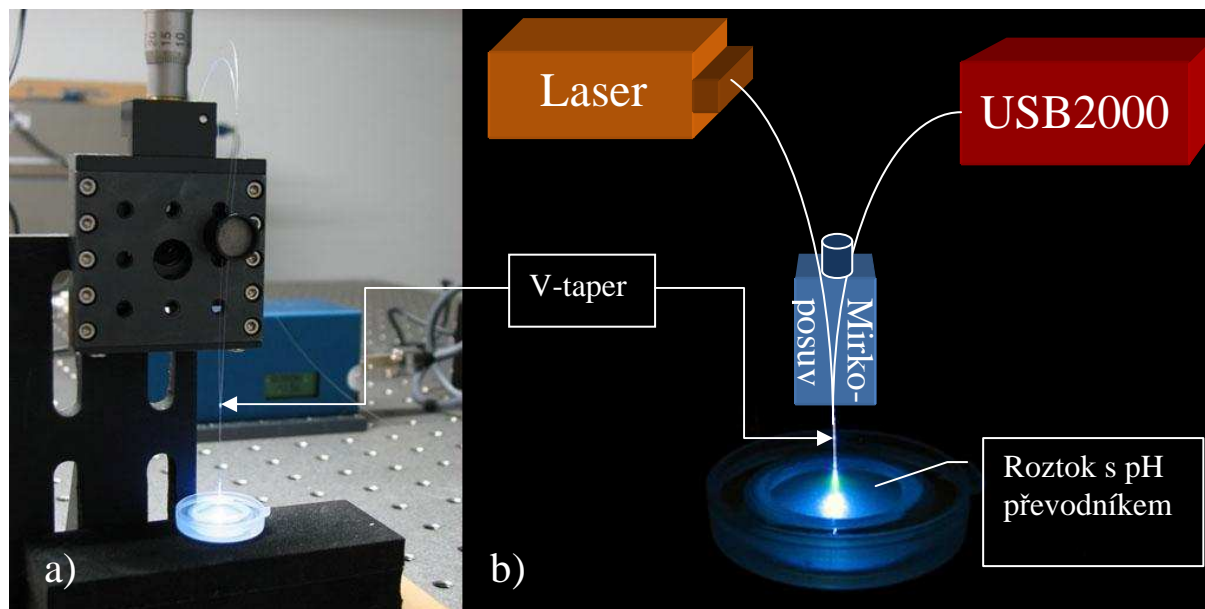 20
15
10
Laser
USB2000
V-taper
Mirko-
posuv
Roztok s pH
převodníkem
a)
b)